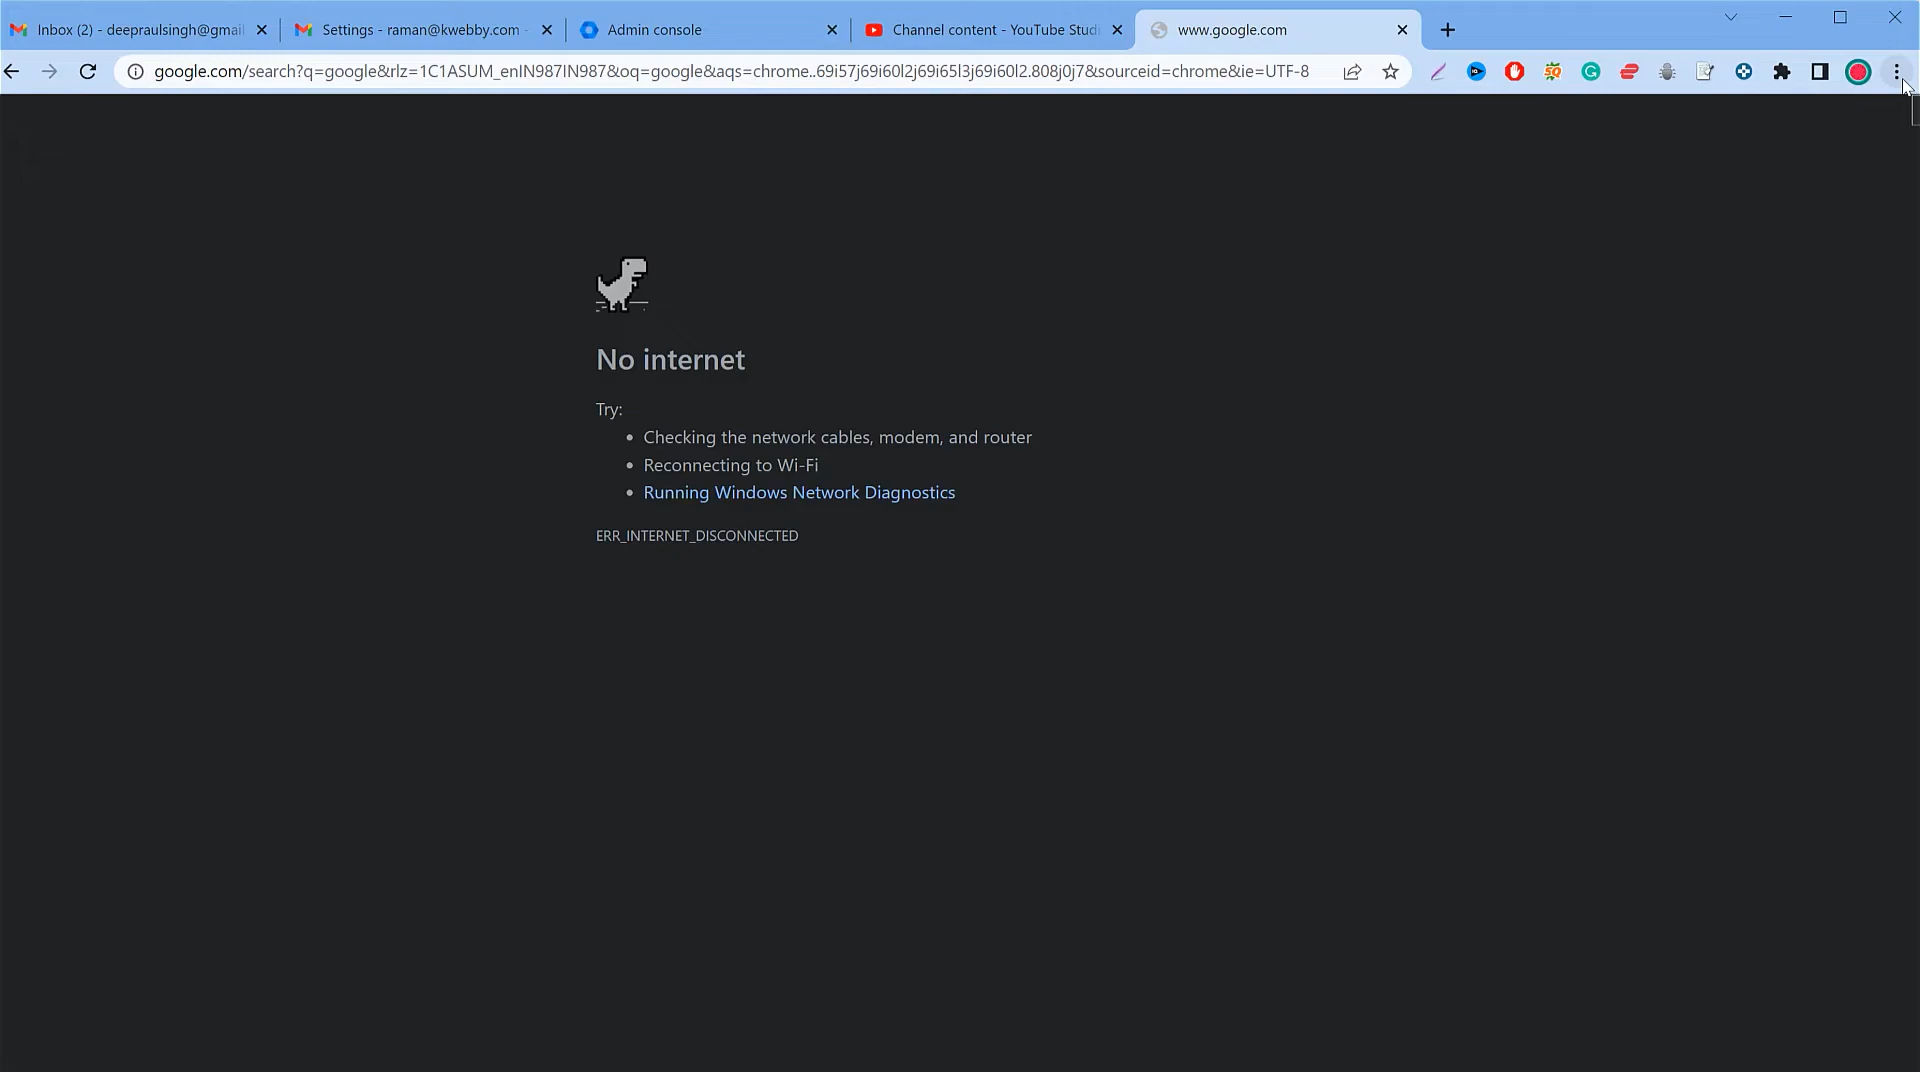 Inbox (2) - deepraulsingh@gmail
Settings - raman@kwebby.com -
Admin console
Channel content - YouTube Studi
www.google.com
google.com/search?q=google&rlz=1C1ASUM_enIN987IN987&oq=google&aqs=chrome..69i57j69i60l2j69i65l3j69i60l2.808j0j7&sourceid=chrome&ie=UTF-8
No internet
Try:
• Checking the network cables, modem, and router
• Reconnecting to Wi-Fi
• Running Windows Network Diagnostics
ERR_INTERNET_DISCONNECTED